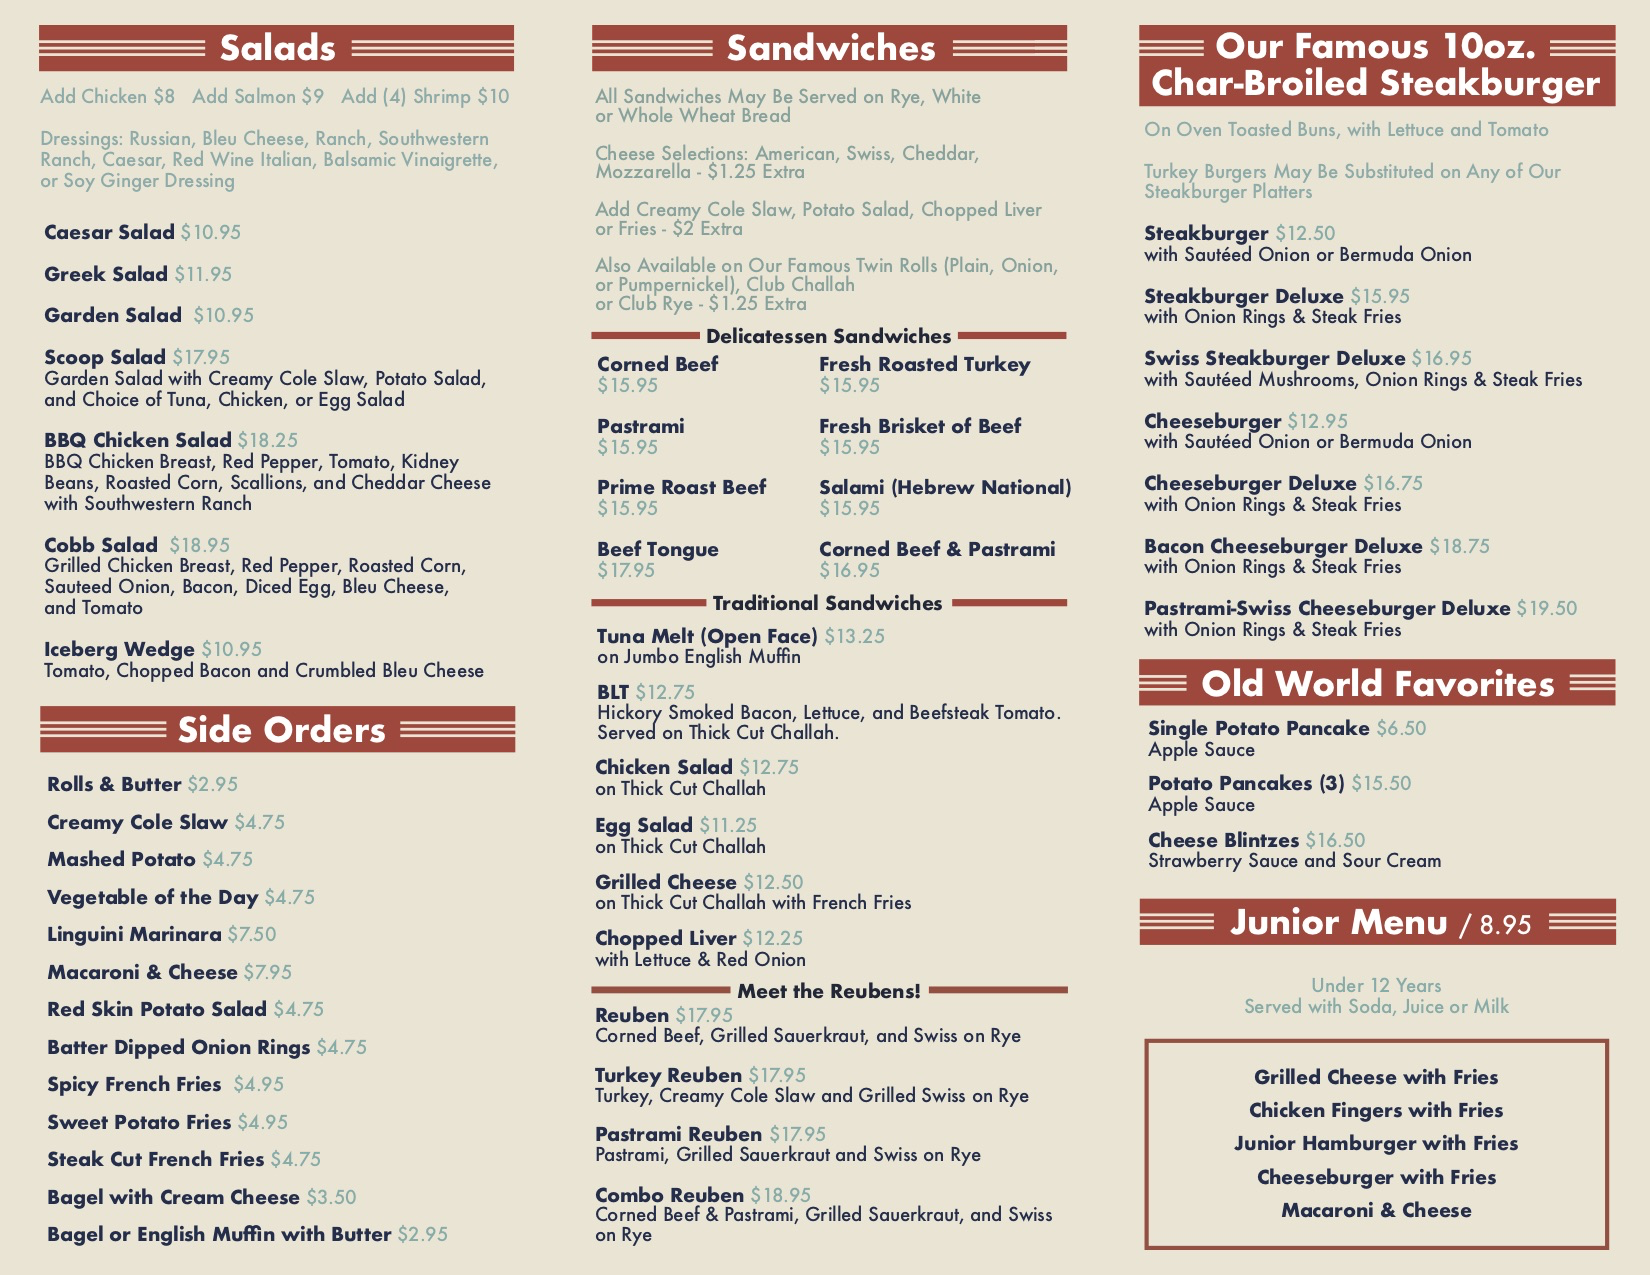 Salads
Add Chicken $8 Add Salmon $9 Add (4) Shrimp $10
Dressings: Russian, Bleu Cheese, Ranch, Southwestern
Ranch, Caesar, Red Wine Italian, Balsamic Vinaigrette,
or Soy Ginger Dressing
Caesar Salad $10.95
Greek Salad $11.95
Garden Salad $10.95
Scoop Salad $17.95
Garden Salad with Creamy Cole Slaw, Potato Salad,
and Choice of Tuna, Chicken, or Egg Salad
BBQ Chicken Salad $18.25
BBQ Chicken Breast, Red Pepper, Tomato, Kidney
Beans, Roasted Corn, Scallions, and Cheddar Cheese
with Southwestern Ranch
Cobb Salad $18.95
Grilled Chicken Breast, Red Pepper, Roasted Corn,
Sauteed Onion, Bacon, Diced Egg, Bleu Cheese,
and Tomato
Iceberg Wedge $10.95
Tomato, Chopped Bacon and Crumbled Bleu Cheese
Side Orders
Rolls & Butter $2.95
Creamy Cole Slaw $4.75
Mashed Potato $4.75
Vegetable of the Day $4.75
Linguini Marinara $7.50
Macaroni & Cheese $7.95
Red Skin Potato Salad $4.75
Batter Dipped Onion Rings $4.75
Spicy French Fries $4.95
Sweet Potato Fries $4.95
Steak Cut French Fries $4.75
Bagel with Cream Cheese $3.50
Bagel or English Muffin with Butter $2.95
Sandwiches
All Sandwiches May Be Served on Rye, White
or Whole Wheat Bread
Cheese Selections: American, Swiss, Cheddar,
Mozzarella - $1.25 Extra
Add Creamy Cole Slaw, Potato Salad, Chopped Liver
or Fries - $2 Extra
Also Available on Our Famous Twin Rolls (Plain, Onion,
or Pumpernickel), Club Challah
or Club Rye - $1.25 Extra
Delicatessen Sandwiches
Corned Beef
$15.95
Pastrami
$15.95
Prime Roast Beef
$15.95
Beef Tongue
$17.95
Fresh Roasted Turkey
$15.95
Fresh Brisket of Beef
$15.95
Salami (Hebrew National)
$15.95
Corned Beef & Pastrami
$16.95
Traditional Sandwiches
Tuna Melt (Open Face) $13.25
on Jumbo English Muffin
BLT $12.75
Hickory Smoked Bacon, Lettuce, and Beefsteak Tomato.
Served on Thick Cut Challah.
Chicken Salad $12.75
on Thick Cut Challah
Egg Salad $11.25
on Thick Cut Challah
Grilled Cheese $12.50
on Thick Cut Challah with French Fries
Chopped Liver $12.25
with Lettuce & Red Onion
Meet the Reubens!
Reuben $17.95
Corned Beef, Grilled Sauerkraut, and Swiss on Rye
Turkey Reuben $17.95
Turkey, Creamy Cole Slaw and Grilled Swiss on Rye
Pastrami Reuben $17.95
Pastrami, Grilled Sauerkraut and Swiss on Rye
Combo Reuben $18.95
Corned Beef & Pastrami, Grilled Sauerkraut, and Swiss
on Rye
Our Famous 10oz.
Char-Broiled Steakburger
On Oven Toasted Buns, with Lettuce and Tomato
Turkey Burgers May Be Substituted on Any of Our
Steakburger Platters
Steakburger $12.50
with Sautéed Onion or Bermuda Onion
Steakburger Deluxe $15.95
with Onion Rings & Steak Fries
Swiss Steakburger Deluxe $16.95
with Sautéed Mushrooms, Onion Rings & Steak Fries
Cheeseburger $12.95
with Sautéed Onion or Bermuda Onion
Cheeseburger Deluxe $16.75
with Onion Rings & Steak Fries
Bacon Cheeseburger Deluxe $18.75
with Onion Rings & Steak Fries
Pastrami-Swiss Cheeseburger Deluxe $19.50
with Onion Rings & Steak Fries
Old World Favorites
Single Potato Pancake $6.50
Apple Sauce
Potato Pancakes (3) $15.50
Apple Sauce
Cheese Blintzes $16.50
Strawberry Sauce and Sour Cream
Junior Menu / 8.95
Under 12 Years
Served with Soda, Juice or Milk
Grilled Cheese with Fries
Chicken Fingers with Fries
Junior Hamburger with Fries
Cheeseburger with Fries
Macaroni & Cheese